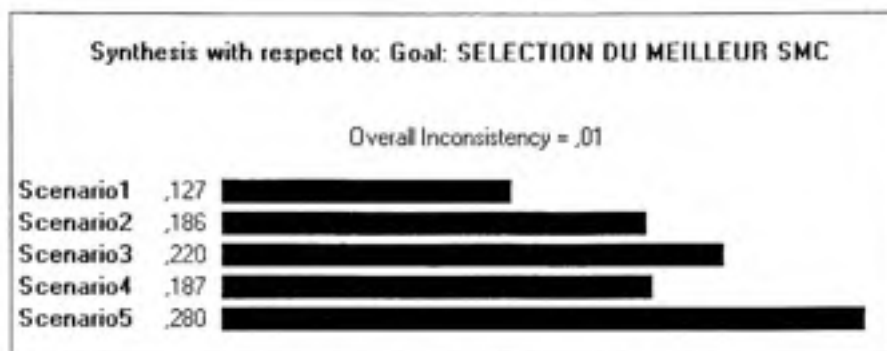 Synthesis with respect to: Goal: SELECTION DU MEILLEUR SMC
Overall Inconsistency = ,01
Scenario1 ,127
Scenario2 ,186
Scenario3 ,220
Scenario4 ,187
Scenario5 ,280